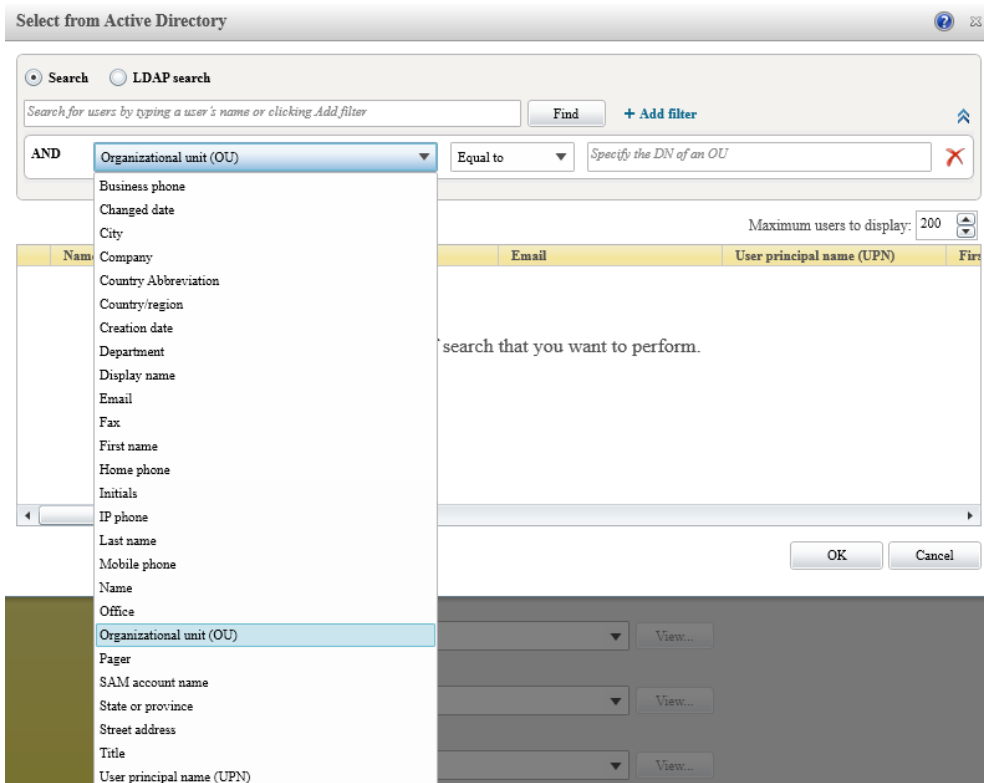 Select from Active Directory
Search LDAP search
Search for users by typing a user's name or clicking Add filter Find + Add filter
AND Organizational unit (OU) Equal to Specify the DN of an OU
Business phone
Changed date
City
Maximum users to display: 200
Company
Email User principal name (UPN)
Country Abbreviation
Country/region
Creation date
Department
search that you want to perform.
Display name
Email
Fax
First name
Home phone
Initials
IP phone
Last name
Mobile phone
OK Cancel
Name
Office
Organizational unit (OU) View...
Pager
SAM account name
State or province View...
Street address
Title
View...
User principal name (UPN)